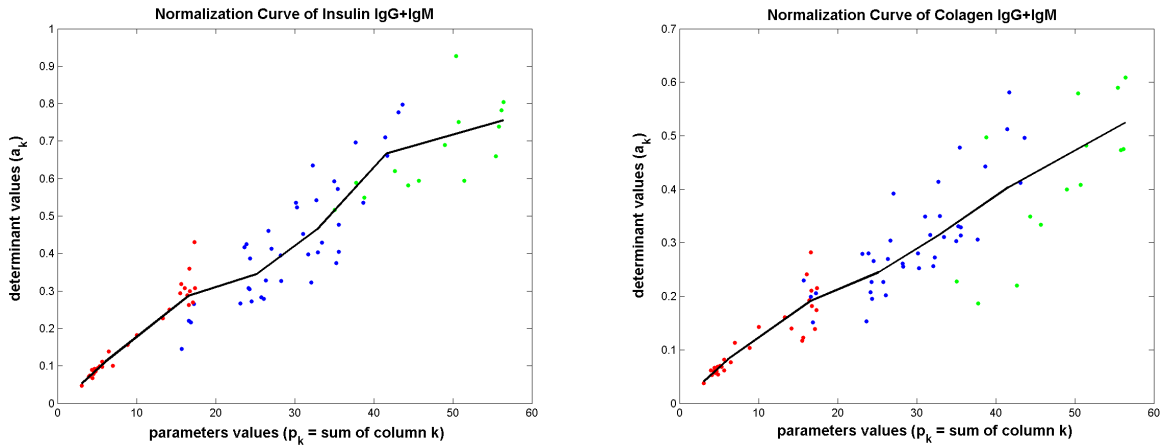 Normalization Curve of Insulin IgG+IgM
1
0.9
0.8
0.7
0.6
0.5
0.4
0.3
0.2
0.1
0
0 10 20 30 40 50 60
determinant values (ak)
parameters values (pk = sum of column k)
Normalization Curve of Colagen IgG+IgM
0.7
0.6
0.5
0.4
0.3
0.2
0.1
0
0 10 20 30 40 50 60
determinant values (ak)
parameters values (pk = sum of column k)